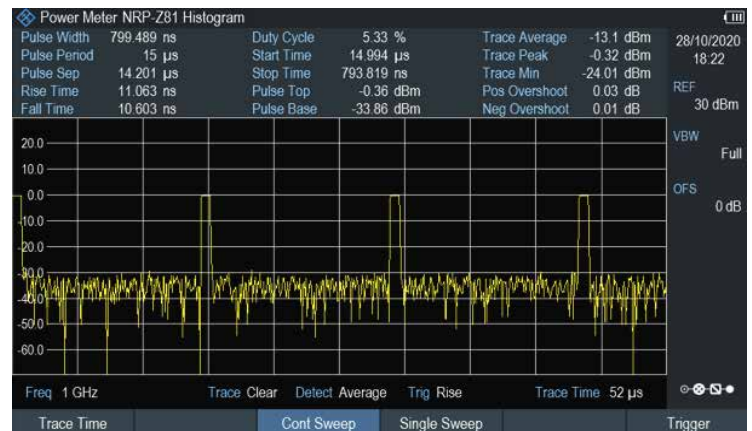 Power Meter NRP-Z81 Histogram
Pulse Width 799.489 ns Duty Cycle 5.33 % Trace Average -13.1 dBm
Pulse Period 15 µs Start Time 14.994 µs Trace Peak -0.32 dBm
Pulse Sep 14.201 µs Stop Time 793.819 ns Trace Min -24.01 dBm
Rise Time 11.063 ns Pulse Top -0.36 dBm Pos Overshoot 0.03 dB
Fall Time 10.603 ns Pulse Base -33.86 dBm Neg Overshoot 0.01 dB
28/10/2020
18:22
REF
30 dBm
VBW
Full
OFS
0 dB
20.0
10.0
0.0
-10.0
-20.0
-30.0
-40.0
-50.0
-60.0
Freq 1 GHz Trace Clear Detect Average Trig Rise Trace Time 52 µs
Trace Time Cont Sweep Single Sweep Trigger